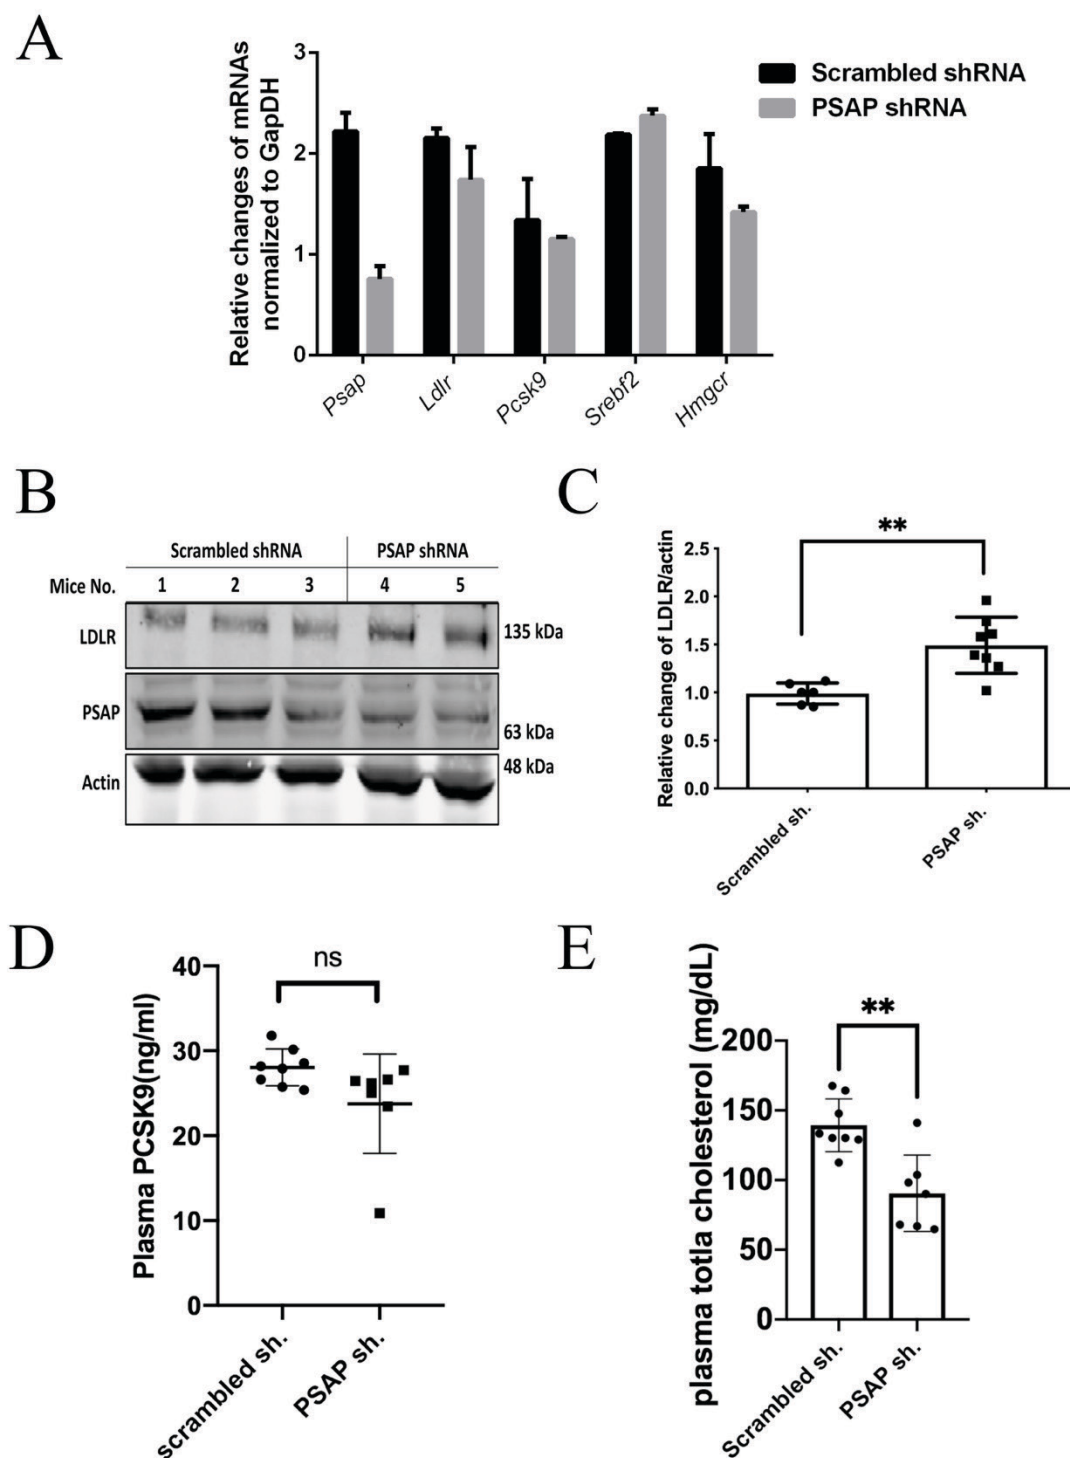 A
Relative changes of mRNAs
normalized to GapDH
3
2
1
0
Psap
Ldlr
Pcsk9
Srebf2
Hmgcr
Scrambled shRNA
PSAP shRNA
B
Scrambled shRNA
PSAP shRNA
Mice No.
1
2
3
4
5
LDLR
135 kDa
PSAP
63 kDa
48 kDa
Actin
C
**
Relative change of LDLR/actin
2.5
2.0
1.5
1.0
0.5
0.0
Scrambled sh.
PSAP sh.
D
ns
Plasma PCSK9(ng/ml)
40
30
20
10
0
scrambled sh.
PSAP sh.
E
**
plasma totla cholesterol (mg/dL)
200
150
100
50
0
Scrambled sh.
PSAP sh.